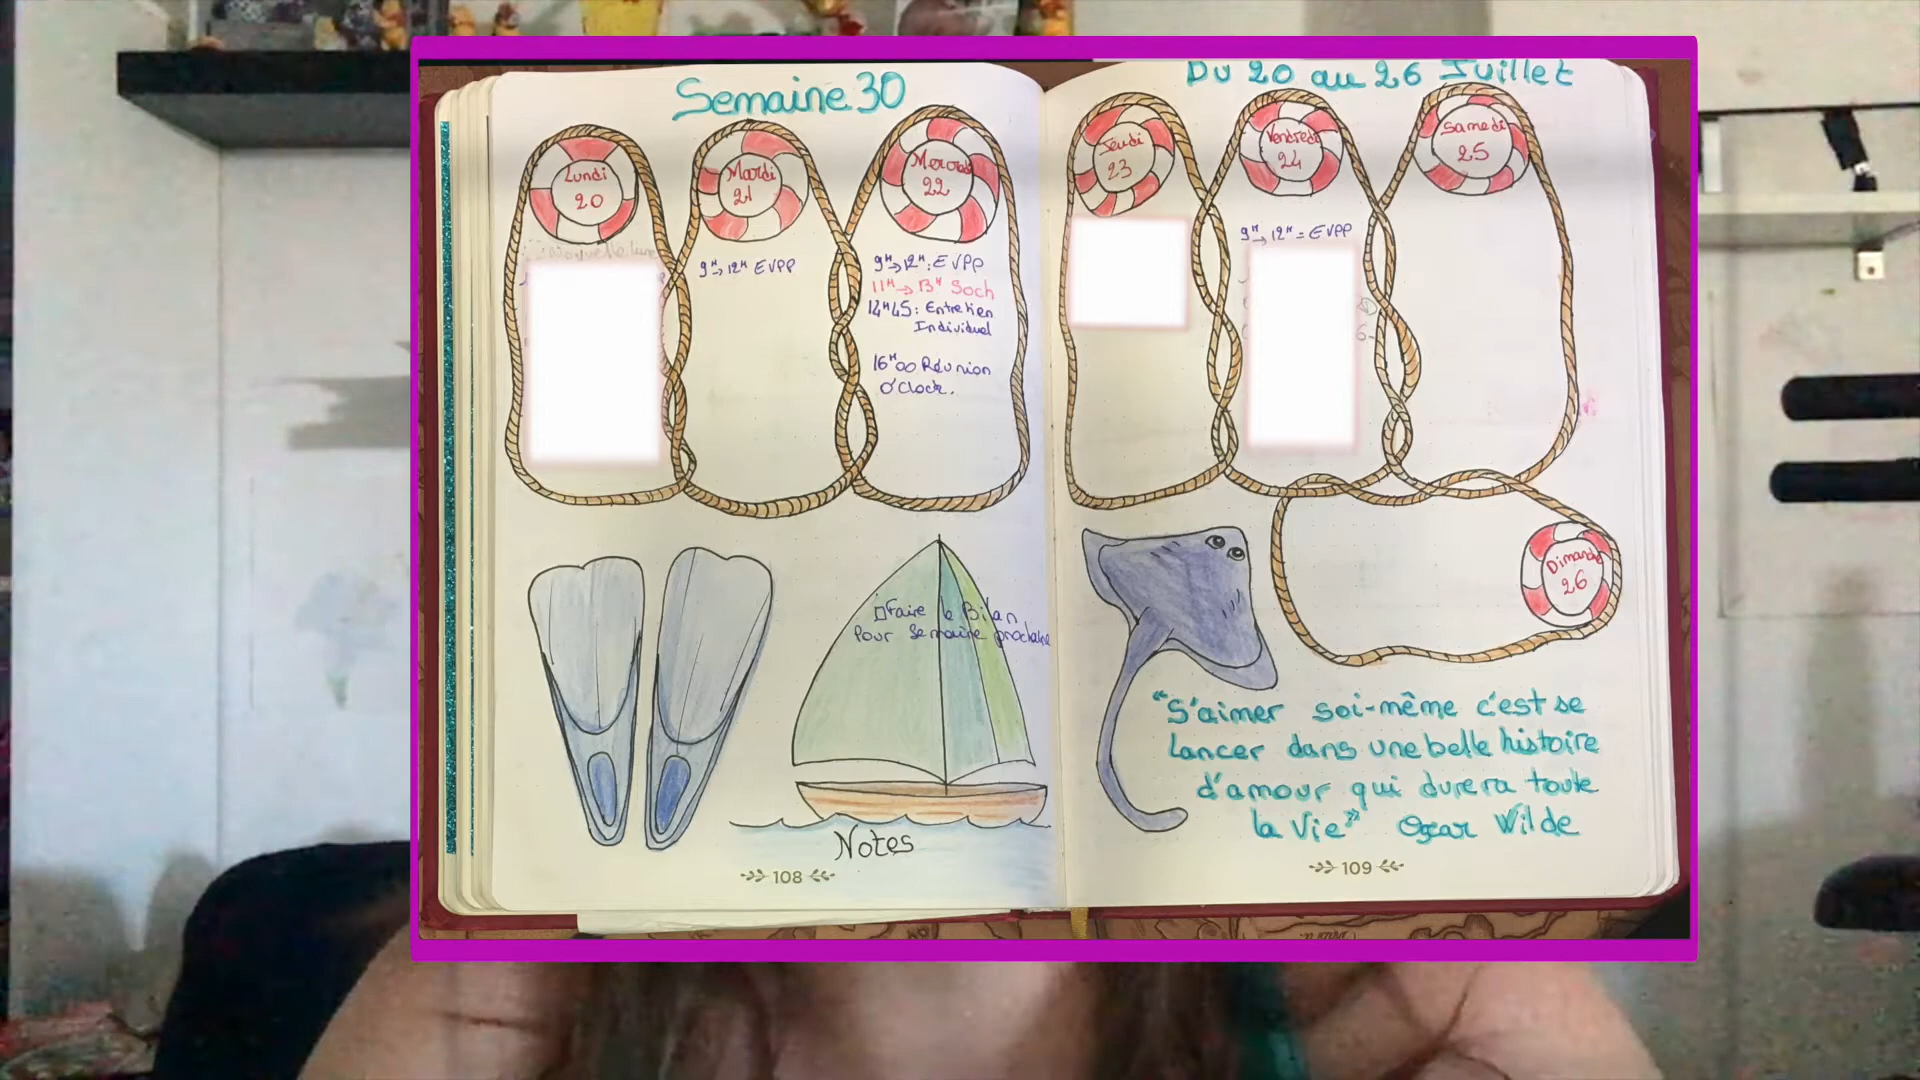 Semaine 30
Du 20 au 26 Juillet
Lundi
20
Mardi
21
9H → 12H EVPP
22
9H → 12H : EVPP
11H → 13H Soch
14H45 : Entretien
Individuel
16H00 Réunion
O'Clock.
Jeudi
23
Vendredi
24
9H → 12H = EVPP
Samedi
25
26
□ Faire le Bilan
Pour Semaine prochaine
Notes
108
"S'aimer soi-même c'est se
Lancer dans une belle histoire
d'amour qui durera toute
la Vie" Oscar Wilde
109